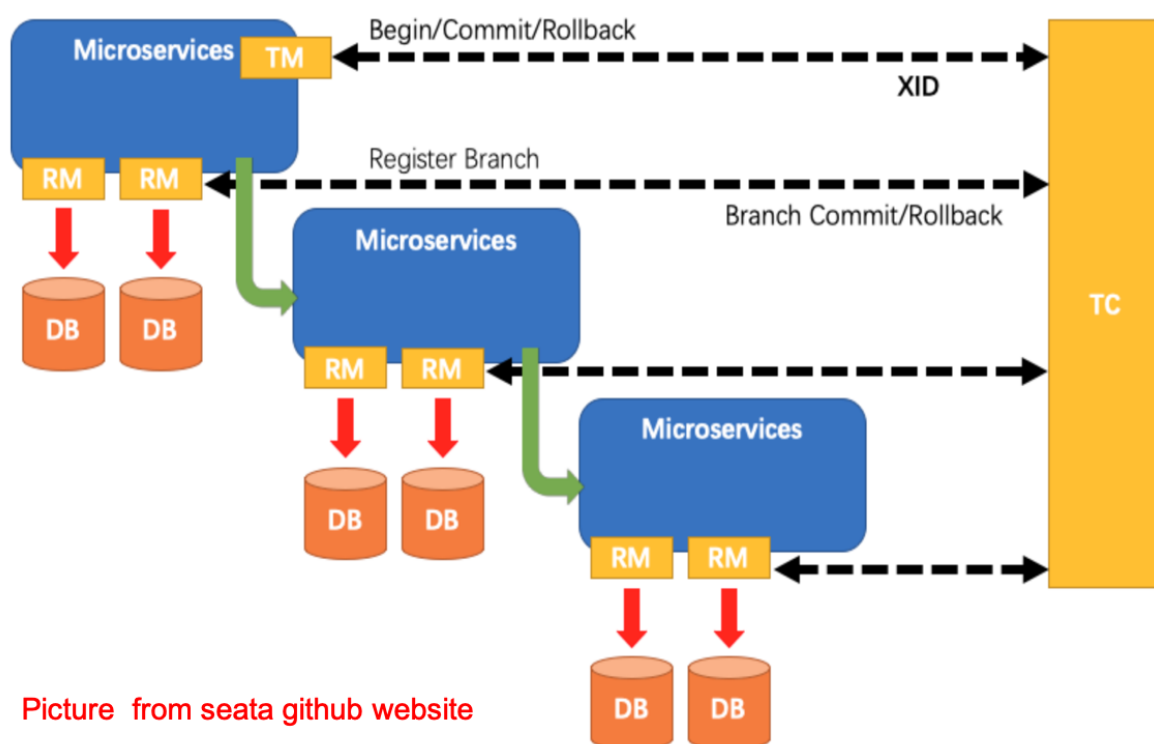 Begin/Commit/Rollback
Microservices
TM
XID
Register Branch
RM
RM
Branch Commit/Rollback
Microservices
TC
DB
DB
RM
RM
Microservices
DB
DB
RM
RM
DB
DB
Picture from seata github website